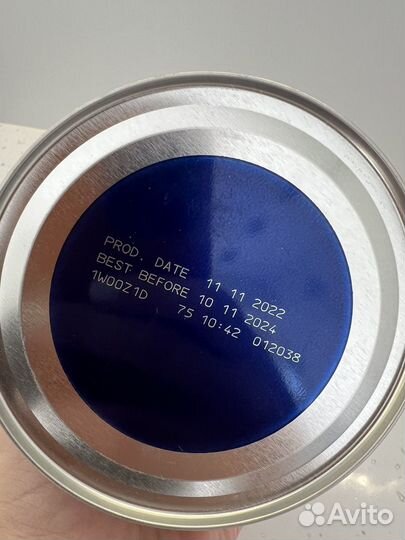 PROD. DATE 11 11 2022
BEST BEFORE 10 11 2024
1W00Z1D 75 10:42 012038
Avito